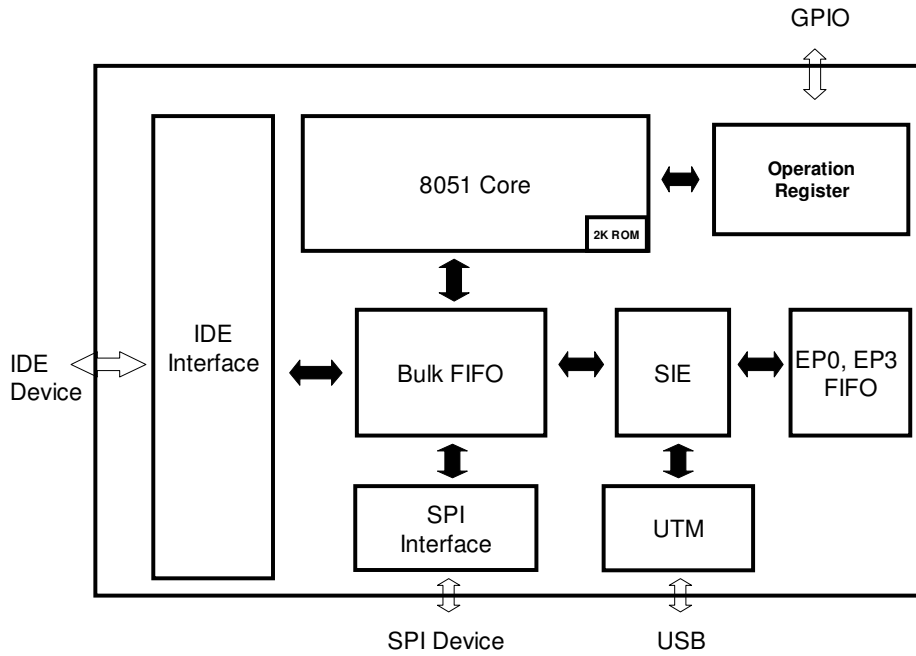 GPIO
8051 Core
2K ROM
Operation
Register
IDE
Interface
IDE
Device
Bulk FIFO
SIE
EP0, EP3
FIFO
SPI
Interface
UTM
SPI Device
USB